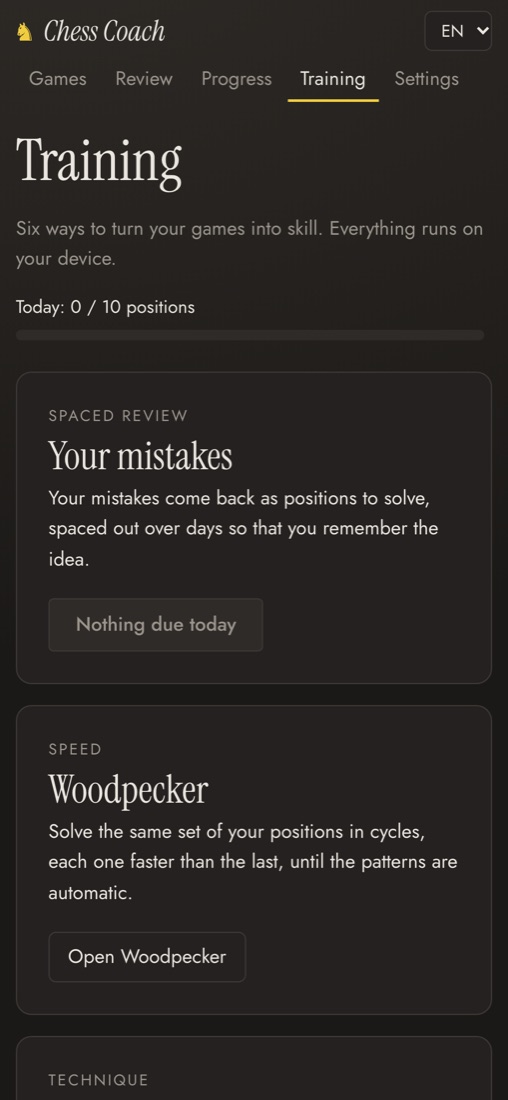 Chess Coach
EN
Games Review Progress Training Settings
Training
Six ways to turn your games into skill. Everything runs on
your device.
Today: 0 / 10 positions
SPACED REVIEW
Your mistakes
Your mistakes come back as positions to solve,
spaced out over days so that you remember the
idea.
Nothing due today
SPEED
Woodpecker
Solve the same set of your positions in cycles,
each one faster than the last, until the patterns are
automatic.
Open Woodpecker
TECHNIQUE